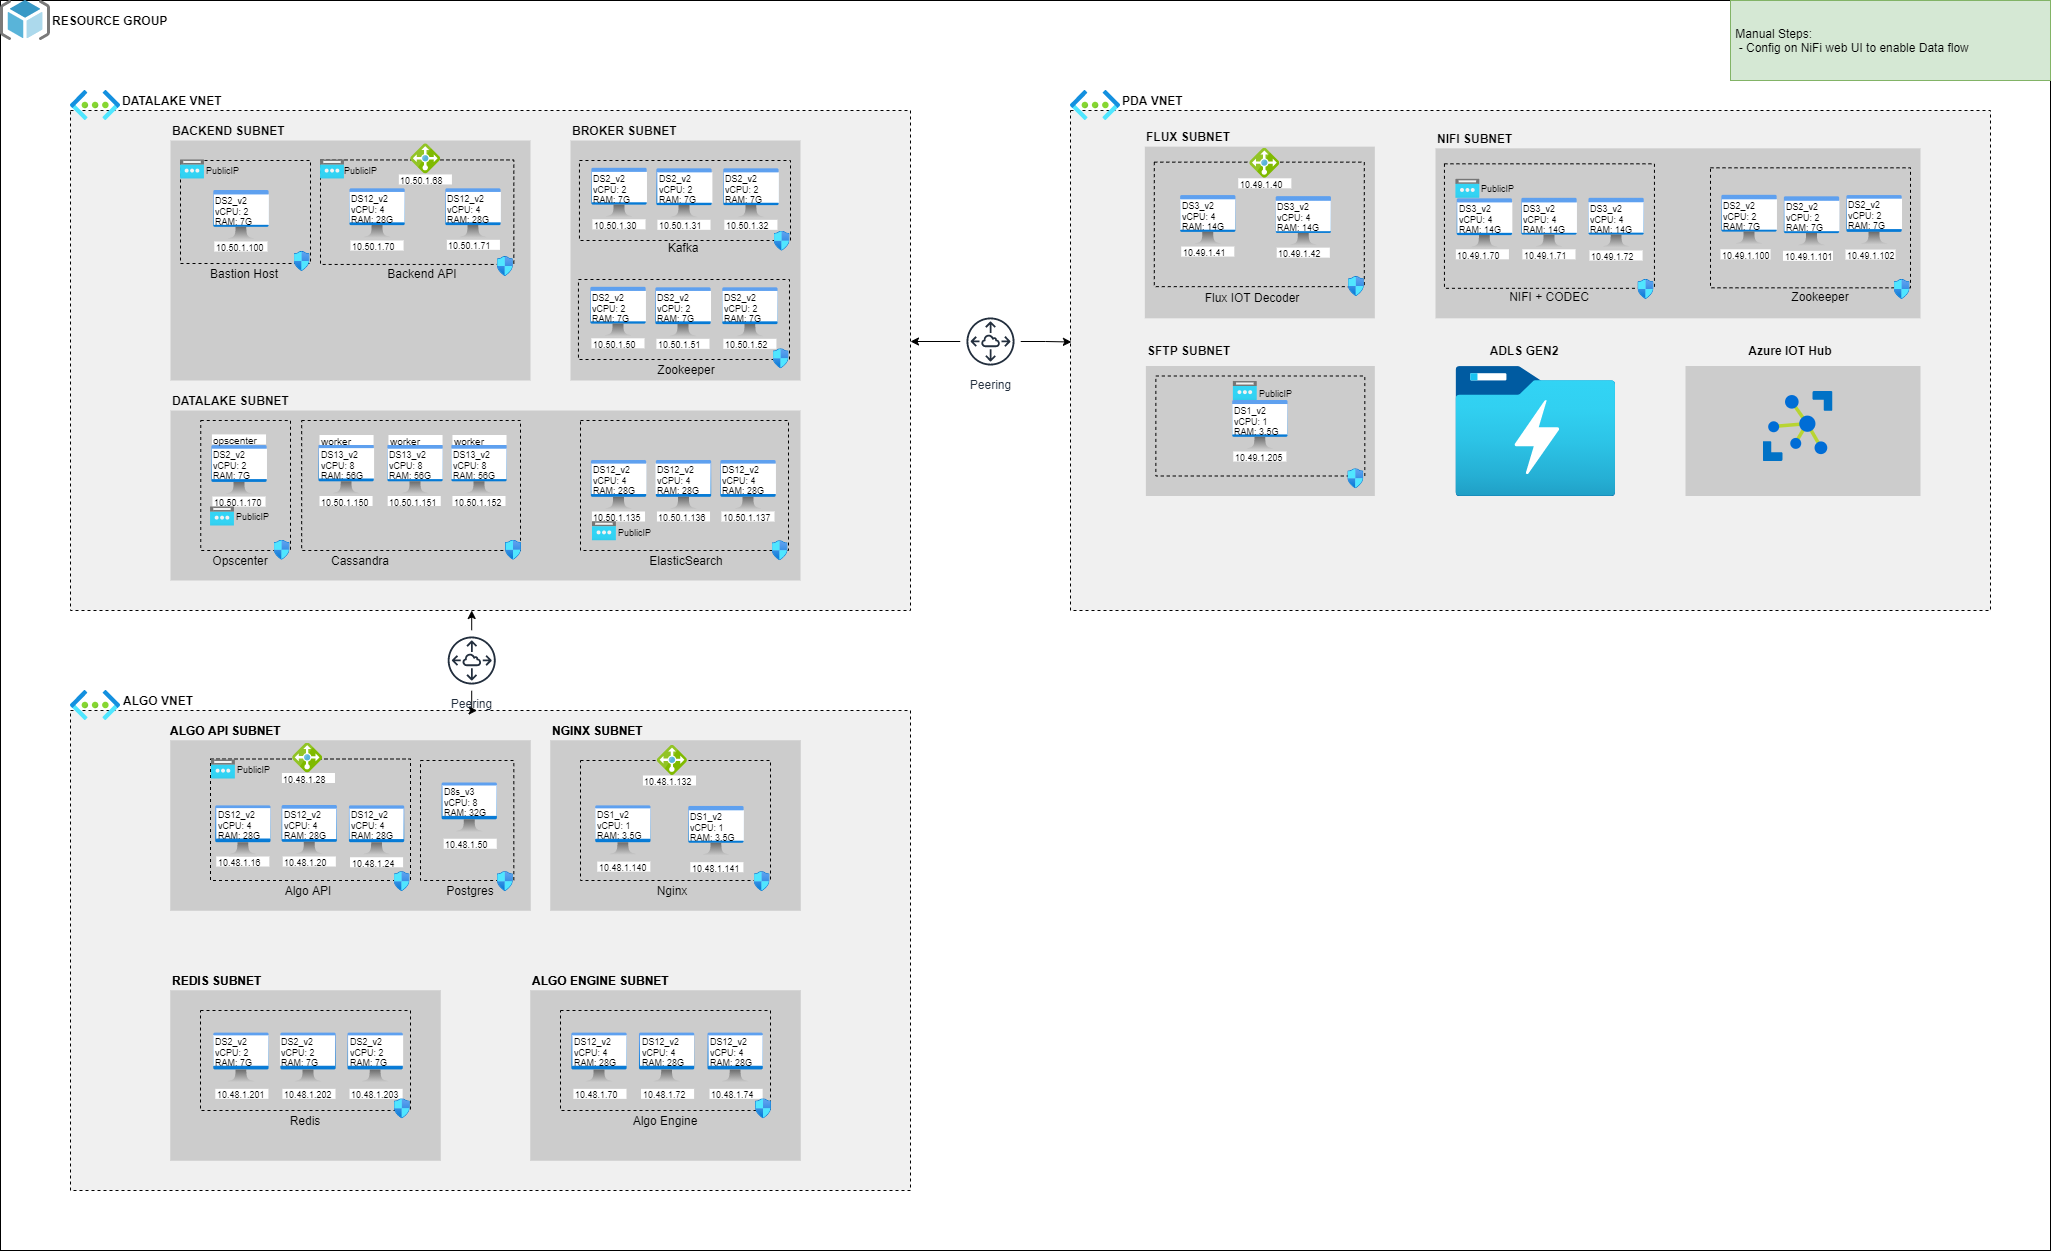 RESOURCE GROUP
Manual Steps:
- Config on NiFi web UI to enable Data flow
DATALAKE VNET
BACKEND SUBNET
PublicIP
DS2_v2
vCPU: 2
RAM: 7G
10.50.1.100
Bastion Host
PublicIP
10.50.1.68
DS12_v2
vCPU: 4
RAM: 28G
10.50.1.70
DS12_v2
vCPU: 4
RAM: 28G
10.50.1.71
Backend API
BROKER SUBNET
DS2_v2
vCPU: 2
RAM: 7G
10.50.1.30
DS2_v2
vCPU: 2
RAM: 7G
10.50.1.31
DS2_v2
vCPU: 2
RAM: 7G
10.50.1.32
Kafka
DS2_v2
vCPU: 2
RAM: 7G
10.50.1.50
DS2_v2
vCPU: 2
RAM: 7G
10.50.1.51
DS2_v2
vCPU: 2
RAM: 7G
10.50.1.52
Zookeeper
DATALAKE SUBNET
opscenter
DS2_v2
vCPU: 2
RAM: 7G
10.50.1.170
PublicIP
Opscenter
worker
DS13_v2
vCPU: 8
RAM: 56G
10.50.1.150
worker
DS13_v2
vCPU: 8
RAM: 56G
10.50.1.151
worker
DS13_v2
vCPU: 8
RAM: 56G
10.50.1.152
Cassandra
DS12_v2
vCPU: 4
RAM: 28G
10.50.1.135
PublicIP
DS12_v2
vCPU: 4
RAM: 28G
10.50.1.136
DS12_v2
vCPU: 4
RAM: 28G
10.50.1.137
ElasticSearch
Peering
PDA VNET
FLUX SUBNET
10.49.1.40
DS3_v2
vCPU: 4
RAM: 14G
10.49.1.41
DS3_v2
vCPU: 4
RAM: 14G
10.49.1.42
Flux IOT Decoder
NIFI SUBNET
PublicIP
DS3_v2
vCPU: 4
RAM: 14G
10.49.1.70
DS3_v2
vCPU: 4
RAM: 14G
10.49.1.71
DS3_v2
vCPU: 4
RAM: 14G
10.49.1.72
NIFI + CODEC
DS2_v2
vCPU: 2
RAM: 7G
10.49.1.100
DS2_v2
vCPU: 2
RAM: 7G
10.49.1.101
DS2_v2
vCPU: 2
RAM: 7G
10.49.1.102
Zookeeper
SFTP SUBNET
PublicIP
DS1_v2
vCPU: 1
RAM: 3.5G
10.49.1.205
ADLS GEN2
Azure IOT Hub
Peering
ALGO VNET
ALGO API SUBNET
PublicIP
10.48.1.28
DS12_v2
vCPU: 4
RAM: 28G
10.48.1.16
DS12_v2
vCPU: 4
RAM: 28G
10.48.1.20
DS12_v2
vCPU: 4
RAM: 28G
10.48.1.24
Algo API
D8s_v3
vCPU: 8
RAM: 32G
10.48.1.50
Postgres
NGINX SUBNET
10.48.1.132
DS1_v2
vCPU: 1
RAM: 3.5G
10.48.1.140
DS1_v2
vCPU: 1
RAM: 3.5G
10.48.1.141
Nginx
REDIS SUBNET
DS2_v2
vCPU: 2
RAM: 7G
10.48.1.201
DS2_v2
vCPU: 2
RAM: 7G
10.48.1.202
DS2_v2
vCPU: 2
RAM: 7G
10.48.1.203
Redis
ALGO ENGINE SUBNET
DS12_v2
vCPU: 4
RAM: 28G
10.48.1.70
DS12_v2
vCPU: 4
RAM: 28G
10.48.1.72
DS12_v2
vCPU: 4
RAM: 28G
10.48.1.74
Algo Engine